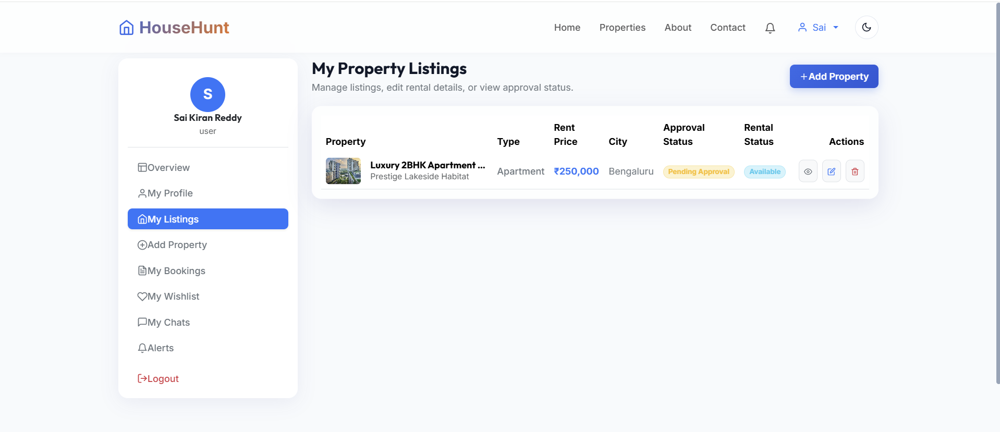 HouseHunt
Home
Properties
About
Contact
Sai
S
Sai Kiran Reddy
user
Overview
My Profile
My Listings
Add Property
My Bookings
My Wishlist
My Chats
Alerts
Logout
My Property Listings
Manage listings, edit rental details, or view approval status.
+Add Property
Property
Type
Rent
Price
City
Approval
Status
Rental
Status
Actions
Luxury 2BHK Apartment ...
Prestige Lakeside Habitat
Apartment
₹250,000
Bengaluru
Pending Approval
Available